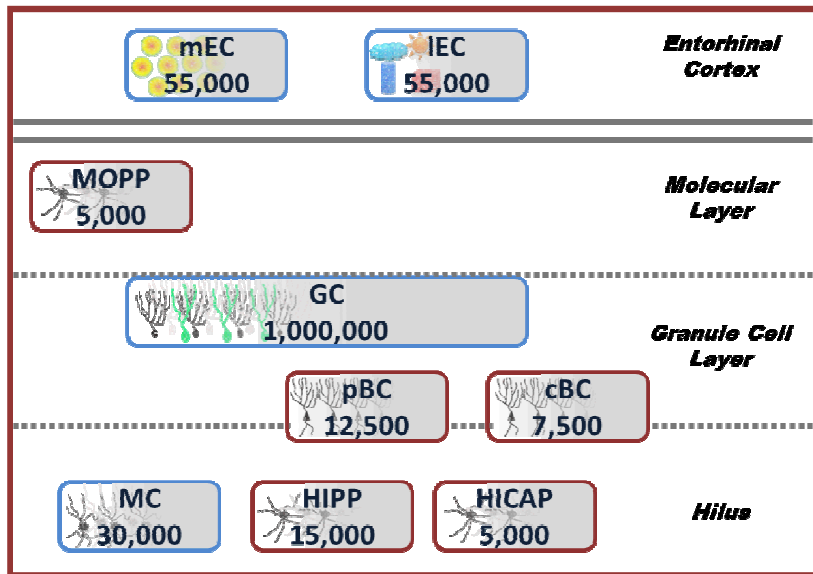 mEC
55,000
lEC
55,000
Entorhinal
Cortex
MOPP
5,000
Molecular
Layer
GC
1,000,000
Granule Cell
Layer
pBC
12,500
cBC
7,500
MC
30,000
HIPP
15,000
HICAP
5,000
Hilus